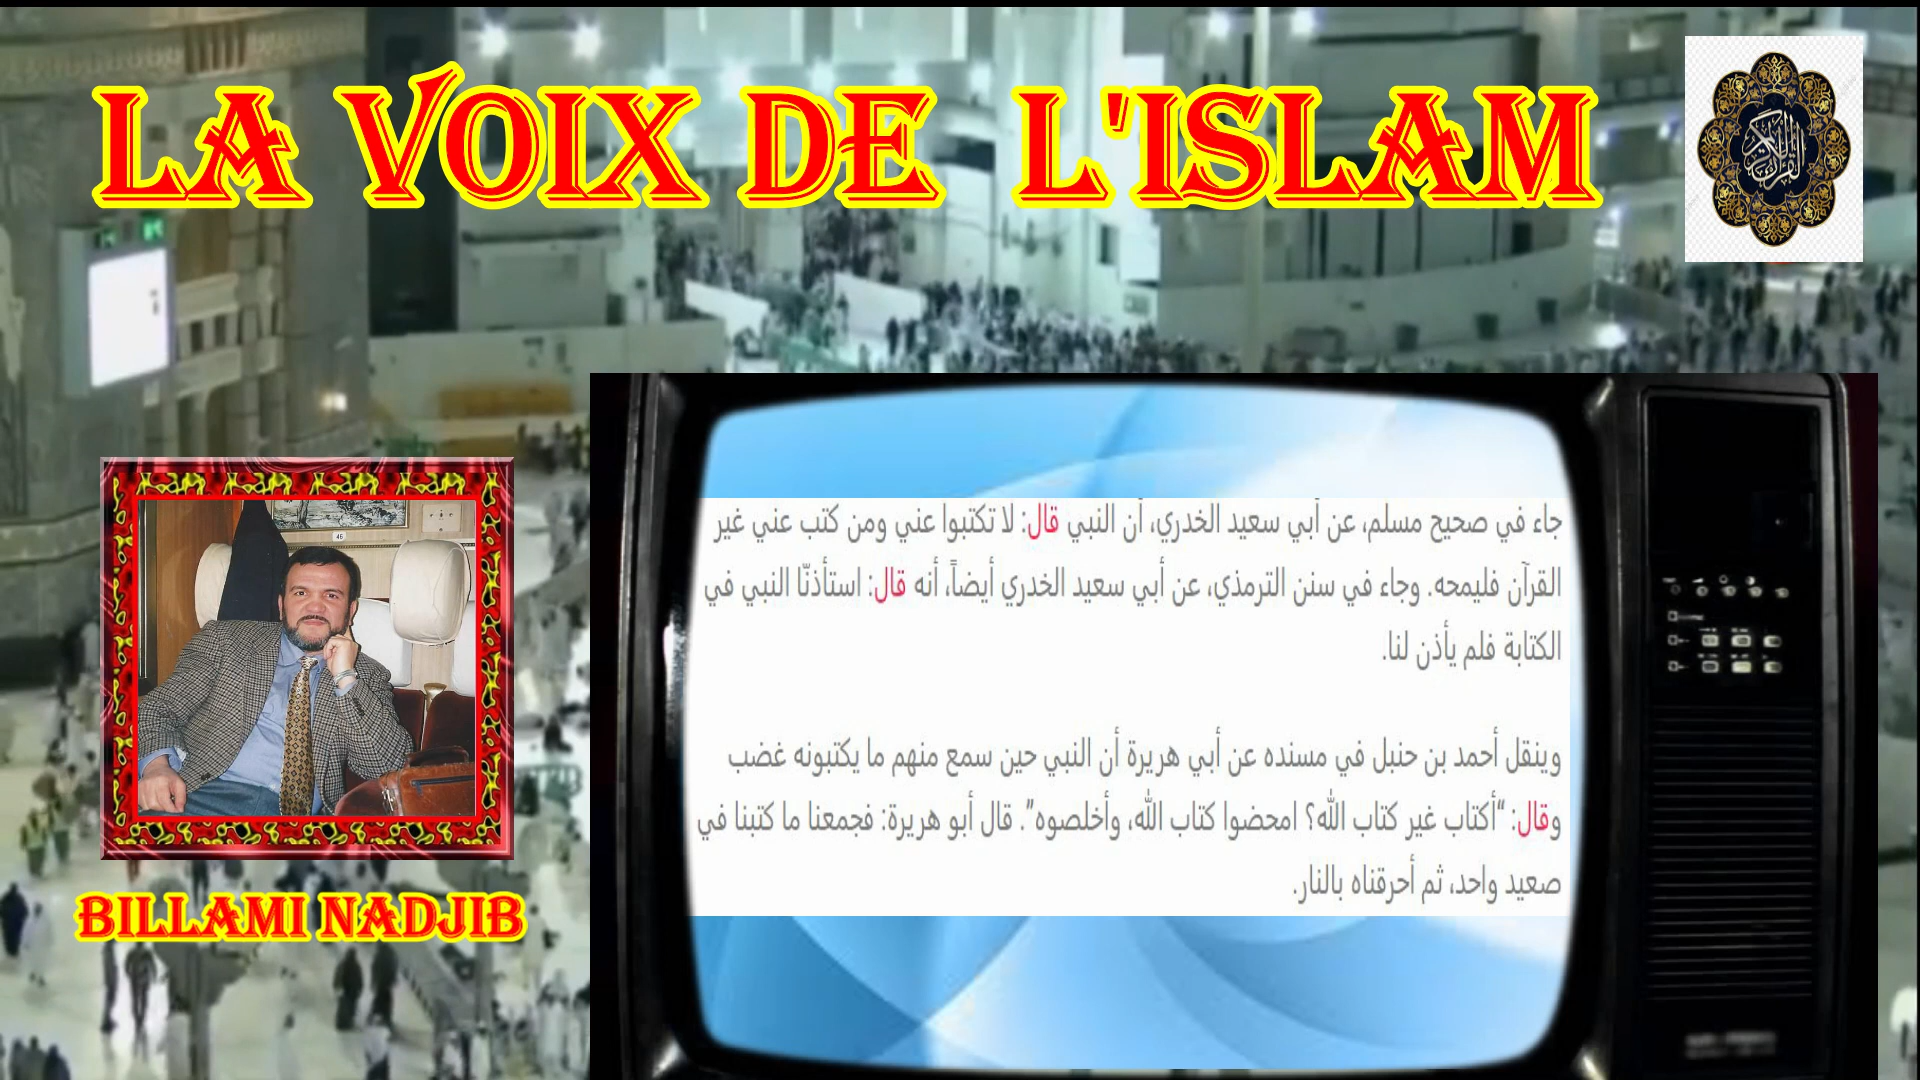 LA VOIX DE L'ISLAM
القرآن الكريم
46
جاء في صحيح مسلم، عن أبي سعيد الخدري، أن النبي قال: لا تكتبوا عني ومن كتب عني غير
القرآن فليمحه. وجاء في سنن الترمذي، عن أبي سعيد الخدري أيضاً، أنه قال: استأذنّا النبي في
الكتابة فلم يأذن لنا.
وينقل أحمد بن حنبل في مسنده عن أبي هريرة أن النبي حين سمع منهم ما يكتبونه غضب
وقال: “أكتاب غير كتاب الله؟ امحضوا كتاب الله، وأخلصوه”. قال أبو هريرة: فجمعنا ما كتبنا في
صعيد واحد، ثم أحرقناه بالنار.
BILLAMI NADJIB